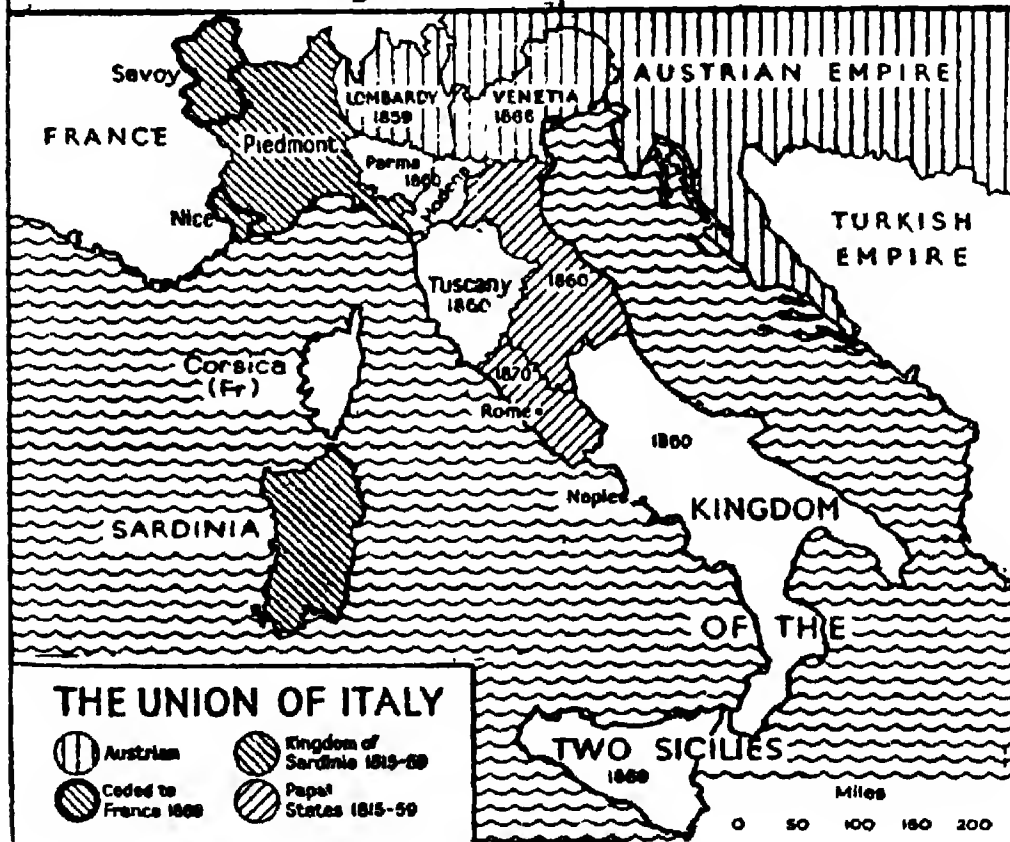 Savoy
AUSTRIAN EMPIRE
LOMBARDY
1859
VENETIA
1866
FRANCE
Piedmont
Parma
1860
Modena
Nice
TURKISH
EMPIRE
Tuscany
1860
1860
Corsica
(Fr)
1870
Rome
1860
Naples
KINGDOM
SARDINIA
OF THE
TWO SICILIES
1860
THE UNION OF ITALY
Austrian
Kingdom of
Sardinia 1815-59
Ceded to
France 1860
Papal
States 1815-59
Miles
0 50 100 150 200